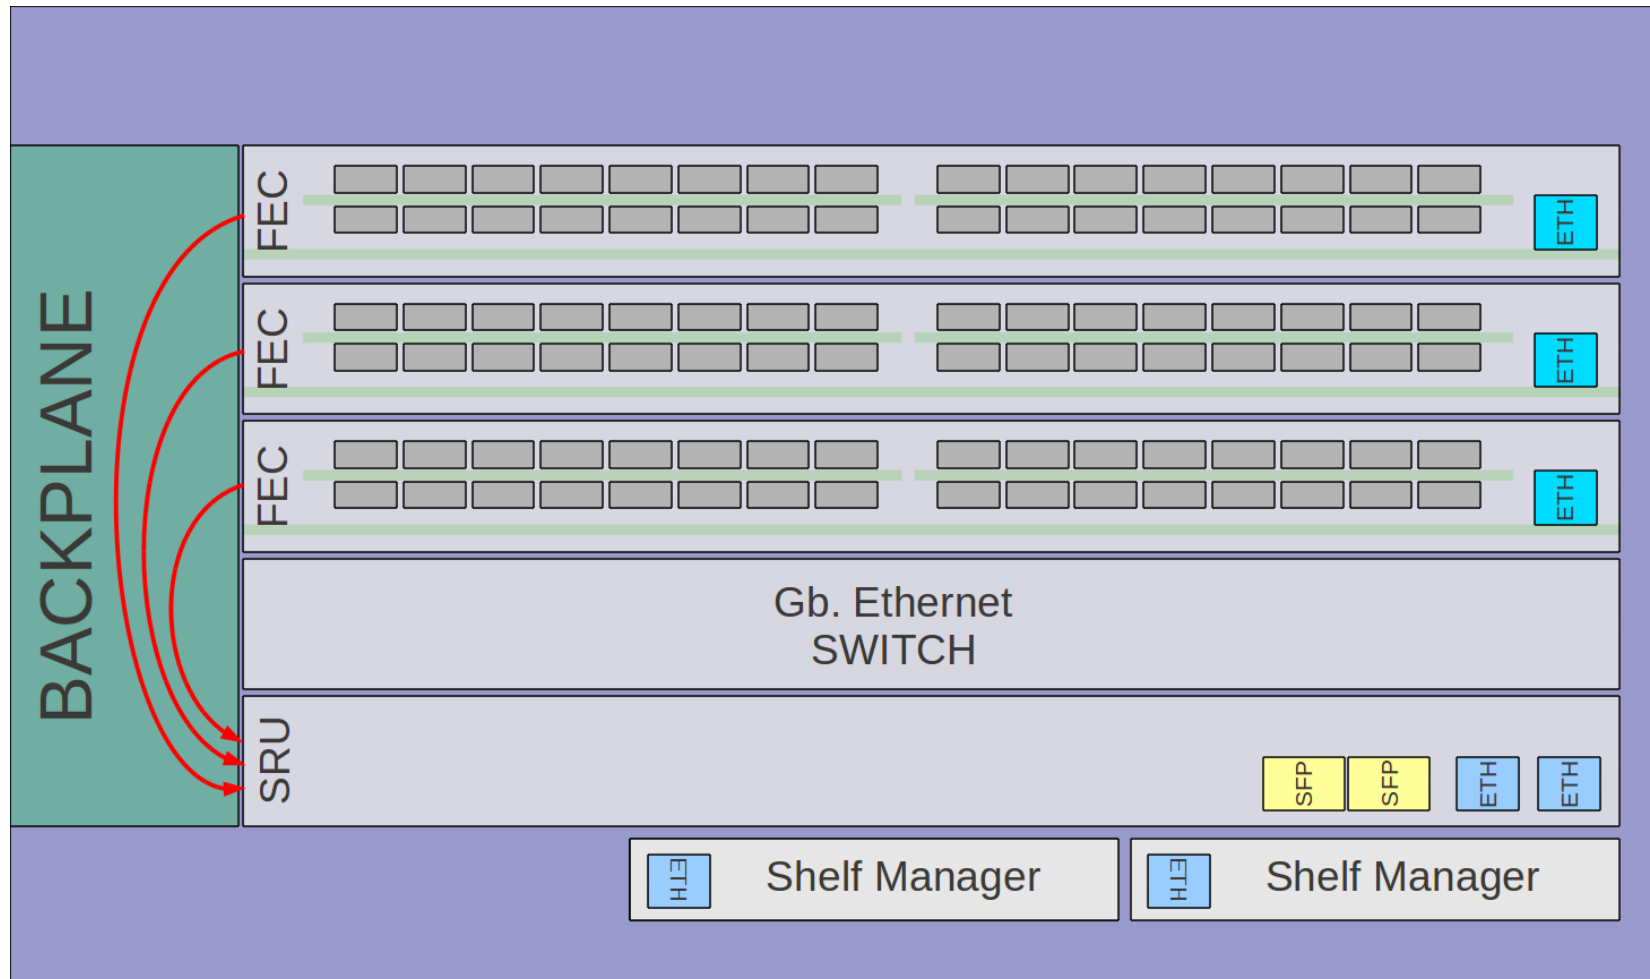 BACKPLANE
FEC
ETH
FEC
ETH
FEC
ETH
Gb. Ethernet
SWITCH
SRU
SFP
SFP
ETH
ETH
ETH
Shelf Manager
ETH
Shelf Manager